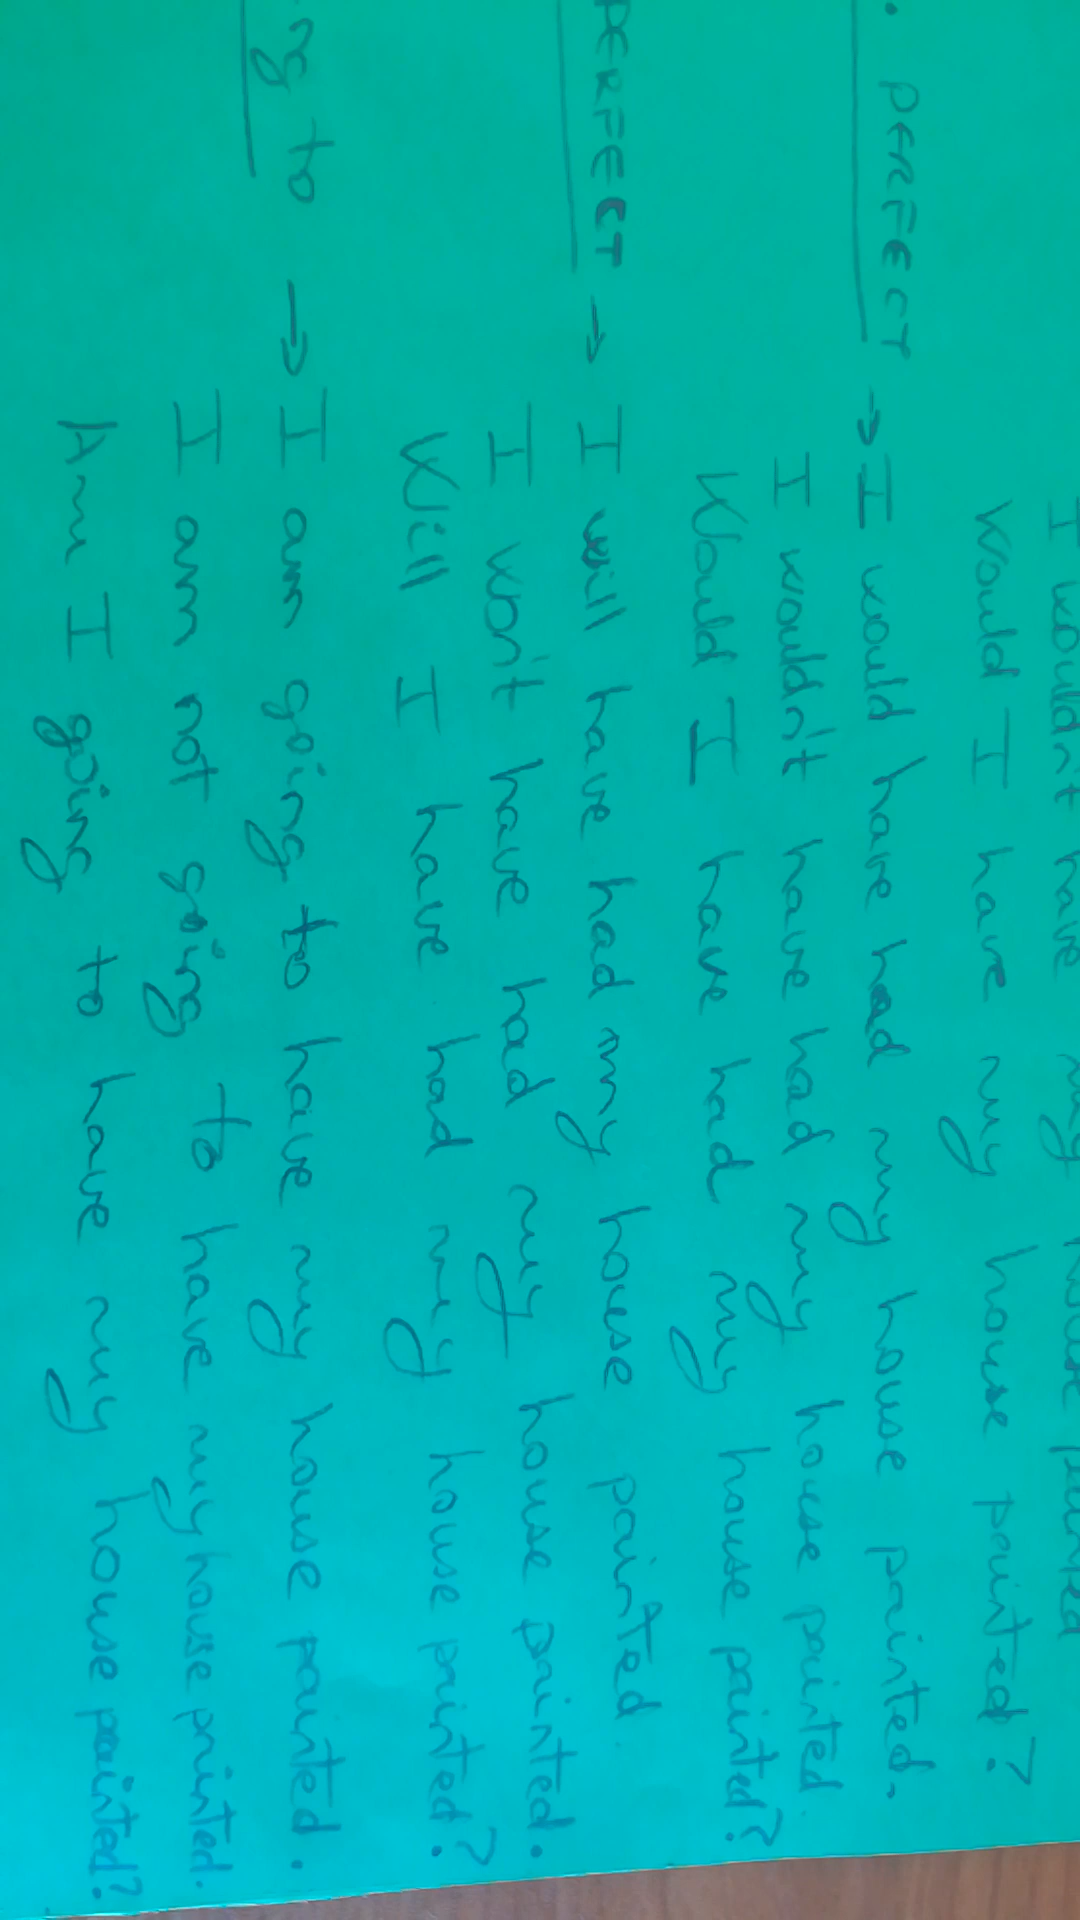 I wouldn't have my house painted
Would I have my house painted?
. PERFECT → I would have had my house painted.
I wouldn't have had my house painted.
Would I have had my house painted?
PERFECT → I will have had my house painted
I won't have had my house painted.
Will I have had my house painted?
ng to → I am going to have my house painted.
I am not going to have my house painted.
Am I going to have my house painted?